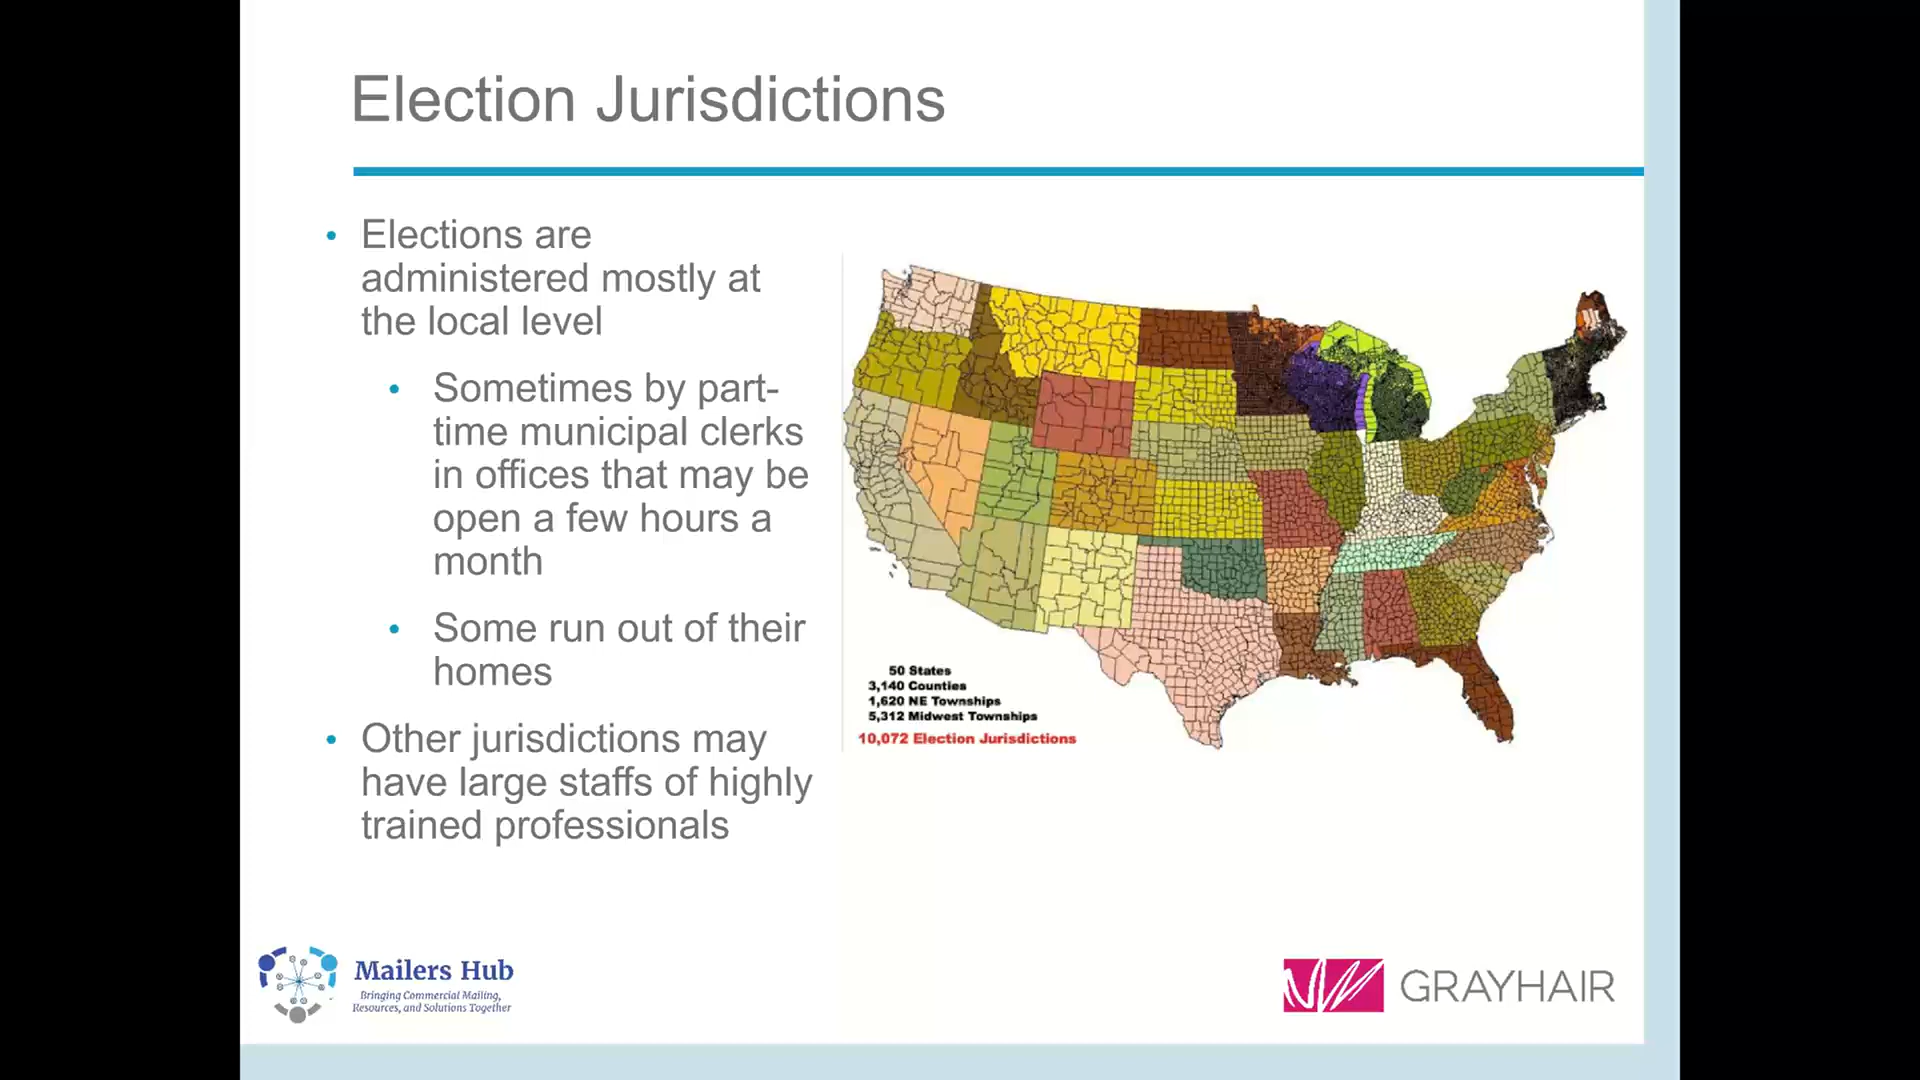 Election Jurisdictions
• Elections are
administered mostly at
the local level
• Sometimes by part-
time municipal clerks
in offices that may be
open a few hours a
month
• Some run out of their
homes
• Other jurisdictions may
have large staffs of highly
trained professionals
50 States
3,140 Counties
1,620 NE Townships
5,312 Midwest Townships
10,072 Election Jurisdictions
Mailers Hub
Bringing Commercial Mailing,
Resources, and Solutions Together
GRAYHAIR